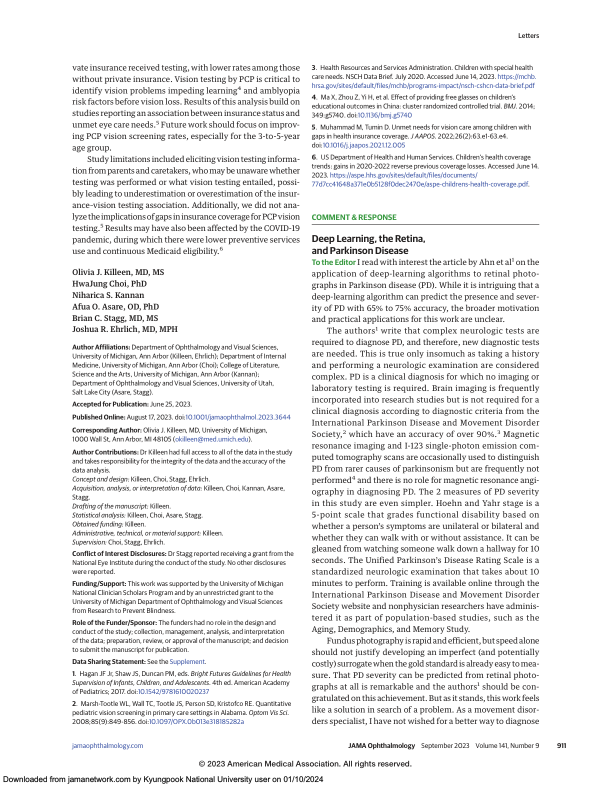 Letters
vate insurance received testing, with lower rates among those
without private insurance. Vision testing by PCP is critical to
identify vision problems impeding learning4 and amblyopia
risk factors before vision loss. Results of this analysis build on
studies reporting an association between insurance status and
unmet eye care needs.5 Future work should focus on improv-
ing PCP vision screening rates, especially for the 3-to-5-year
age group.
Study limitations included eliciting vision testing informa-
tion from parents and caretakers, who may be unaware whether
testing was performed or what vision testing entailed, possi-
bly leading to underestimation or overestimation of the insur-
ance-vision testing association. Additionally, we did not ana-
lyze the implications of gaps in insurance coverage for PCP vision
testing.5 Results may have also been affected by the COVID-19
pandemic, during which there were lower preventive services
use and continuous Medicaid eligibility.6
Olivia J. Killeen, MD, MS
HwaJung Choi, PhD
Niharica S. Kannan
Afua O. Asare, OD, PhD
Brian C. Stagg, MD, MS
Joshua R. Ehrlich, MD, MPH
Author Affiliations: Department of Ophthalmology and Visual Sciences,
University of Michigan, Ann Arbor (Killeen, Ehrlich); Department of Internal
Medicine, University of Michigan, Ann Arbor (Choi); College of Literature,
Science and the Arts, University of Michigan, Ann Arbor (Kannan);
Department of Ophthalmology and Visual Sciences, University of Utah,
Salt Lake City (Asare, Stagg).
Accepted for Publication: June 25, 2023.
Published Online: August 17, 2023. doi:10.1001/jamaophthalmol.2023.3644
Corresponding Author: Olivia J. Killeen, MD, MS, University of Michigan,
1000 Wall St, Ann Arbor, MI 48105 (okilleen@med.umich.edu).
Author Contributions: Dr Killeen had full access to all of the data in the study
and takes responsibility for the integrity of the data and the accuracy of the
data analysis.
Concept and design: Killeen, Choi, Stagg, Ehrlich.
Acquisition, analysis, or interpretation of data: Killeen, Choi, Kannan, Asare,
Stagg.
Drafting of the manuscript: Killeen.
Statistical analysis: Killeen, Choi, Asare, Stagg.
Obtained funding: Killeen.
Administrative, technical, or material support: Killeen.
Supervision: Choi, Stagg, Ehrlich.
Conflict of Interest Disclosures: Dr Stagg reported receiving a grant from the
National Eye Institute during the conduct of the study. No other disclosures
were reported.
Funding/Support: This work was supported by the University of Michigan
National Clinician Scholars Program and by an unrestricted grant to the
University of Michigan Department of Ophthalmology and Visual Sciences
from Research to Prevent Blindness.
Role of the Funder/Sponsor: The funders had no role in the design and
conduct of the study; collection, management, analysis, and interpretation
of the data; preparation, review, or approval of the manuscript; and decision
to submit the manuscript for publication.
Data Sharing Statement: See the Supplement.
1. Hagan JF Jr, Shaw JS, Duncan PM, eds. Bright Futures Guidelines for Health
Supervision of Infants, Children, and Adolescents. 4th ed. American Academy
of Pediatrics; 2017. doi:10.1542/9781610020237
2. Marsh-Tootle WL, Wall TC, Tootle JS, Person SD, Kristofco RE. Quantitative
pediatric vision screening in primary care settings in Alabama. Optom Vis Sci.
2008;85(9):849-856. doi:10.1097/OPX.0b013e318185282a
3. Health Resources and Services Administration. Children with special health
care needs. NSCH Data Brief. July 2020. Accessed June 14, 2023. https://mchb.
hrsa.gov/sites/default/files/mchb/programs-impact/nsch-cshcn-data-brief.pdf
4. Ma X, Zhou Z, Yi H, et al. Effect of providing free glasses on children's
educational outcomes in China: cluster randomized controlled trial. BMJ. 2014;
349:g5740. doi:10.1136/bmj.g5740
5. Muhammad M, Tumin D. Unmet needs for vision care among children with
gaps in health insurance coverage. J AAPOS. 2022;26(2):63.e1-63.e4.
doi:10.1016/j.jaapos.2021.12.005
6. US Department of Health and Human Services. Children's health coverage
trends: gains in 2020-2022 reverse previous coverage losses. Accessed June 14.
2023. https://aspe.hhs.gov/sites/default/files/documents/
77d7cc41648a371e0b5128f0dec2470e/aspe-childrens-health-coverage.pdf.
COMMENT & RESPONSE
Deep Learning, the Retina,
and Parkinson Disease
To the Editor I read with interest the article by Ahn et al1 on the
application of deep-learning algorithms to retinal photo-
graphs in Parkinson disease (PD). While it is intriguing that a
deep-learning algorithm can predict the presence and sever-
ity of PD with 65% to 75% accuracy, the broader motivation
and practical applications for this work are unclear.
The authors1 write that complex neurologic tests are
required to diagnose PD, and therefore, new diagnostic tests
are needed. This is true only insomuch as taking a history
and performing a neurologic examination are considered
complex. PD is a clinical diagnosis for which no imaging or
laboratory testing is required. Brain imaging is frequently
incorporated into research studies but is not required for a
clinical diagnosis according to diagnostic criteria from the
International Parkinson Disease and Movement Disorder
Society,2 which have an accuracy of over 90%.3 Magnetic
resonance imaging and I-123 single-photon emission com-
puted tomography scans are occasionally used to distinguish
PD from rarer causes of parkinsonism but are frequently not
performed4 and there is no role for magnetic resonance angi-
ography in diagnosing PD. The 2 measures of PD severity
in this study are even simpler. Hoehn and Yahr stage is a
5-point scale that grades functional disability based on
whether a person's symptoms are unilateral or bilateral and
whether they can walk with or without assistance. It can be
gleaned from watching someone walk down a hallway for 10
seconds. The Unified Parkinson's Disease Rating Scale is a
standardized neurologic examination that takes about 10
minutes to perform. Training is available online through the
International Parkinson Disease and Movement Disorder
Society website and nonphysician researchers have adminis-
tered it as part of population-based studies, such as the
Aging, Demographics, and Memory Study.
Fundus photography is rapid and efficient, but speed alone
should not justify developing an imperfect (and potentially
costly) surrogate when the gold standard is already easy to mea-
sure. That PD severity can be predicted from retinal photo-
graphs at all is remarkable and the authors1 should be con-
gratulated on this achievement. But as it stands, this work feels
like a solution in search of a problem. As a movement disor-
ders specialist, I have not wished for a better way to diagnose
jamaophthalmology.com
JAMA Ophthalmology September 2023 Volume 141, Number 9 911
© 2023 American Medical Association. All rights reserved.
Downloaded from jamanetwork.com by Kyungpook National University user on 01/10/2024